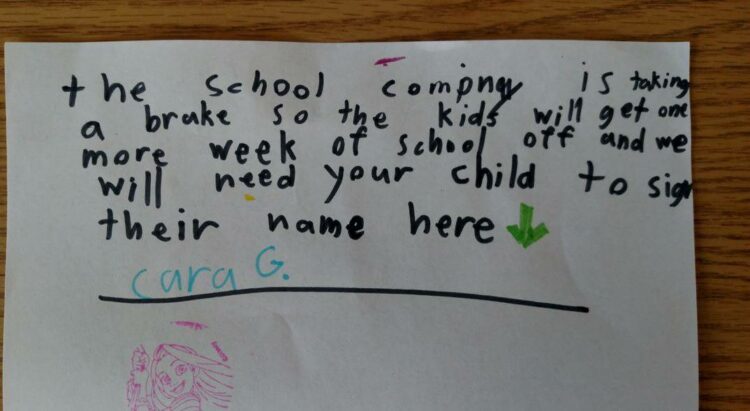 the school compngy is taking
a brake so the kids will get one
more week of school off and we
will need your child to sign
their name here
cara G.